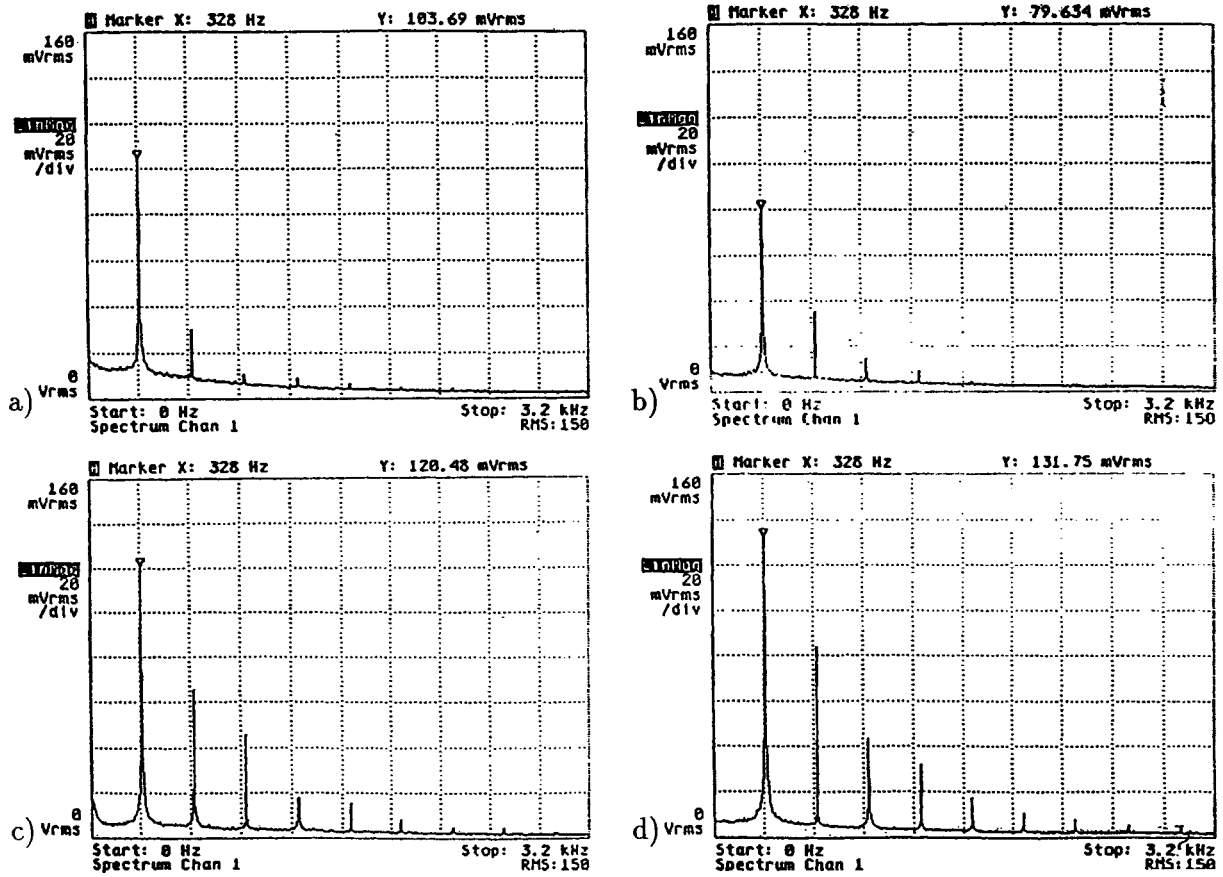 Marker X: 328 Hz Y: 103.69 mVrms
160
mVrms
LinMag
20
mVrms
/div
0
Vrms
a)
Start: 0 Hz Stop: 3.2 kHz
Spectrum Chan 1 RMS:150
Marker X: 328 Hz Y: 79.634 mVrms
160
mVrms
LinMag
20
mVrms
/div
0
Vrms
b)
Start: 0 Hz Stop: 3.2 kHz
Spectrum Chan 1 RMS:150
Marker X: 328 Hz Y: 120.48 mVrms
160
mVrms
LinMag
20
mVrms
/div
0
Vrms
c)
Start: 0 Hz Stop: 3.2 kHz
Spectrum Chan 1 RMS:150
Marker X: 328 Hz Y: 131.75 mVrms
160
mVrms
LinMag
20
mVrms
/div
0
Vrms
d)
Start: 0 Hz Stop: 3.2 kHz
Spectrum Chan 1 RMS:150